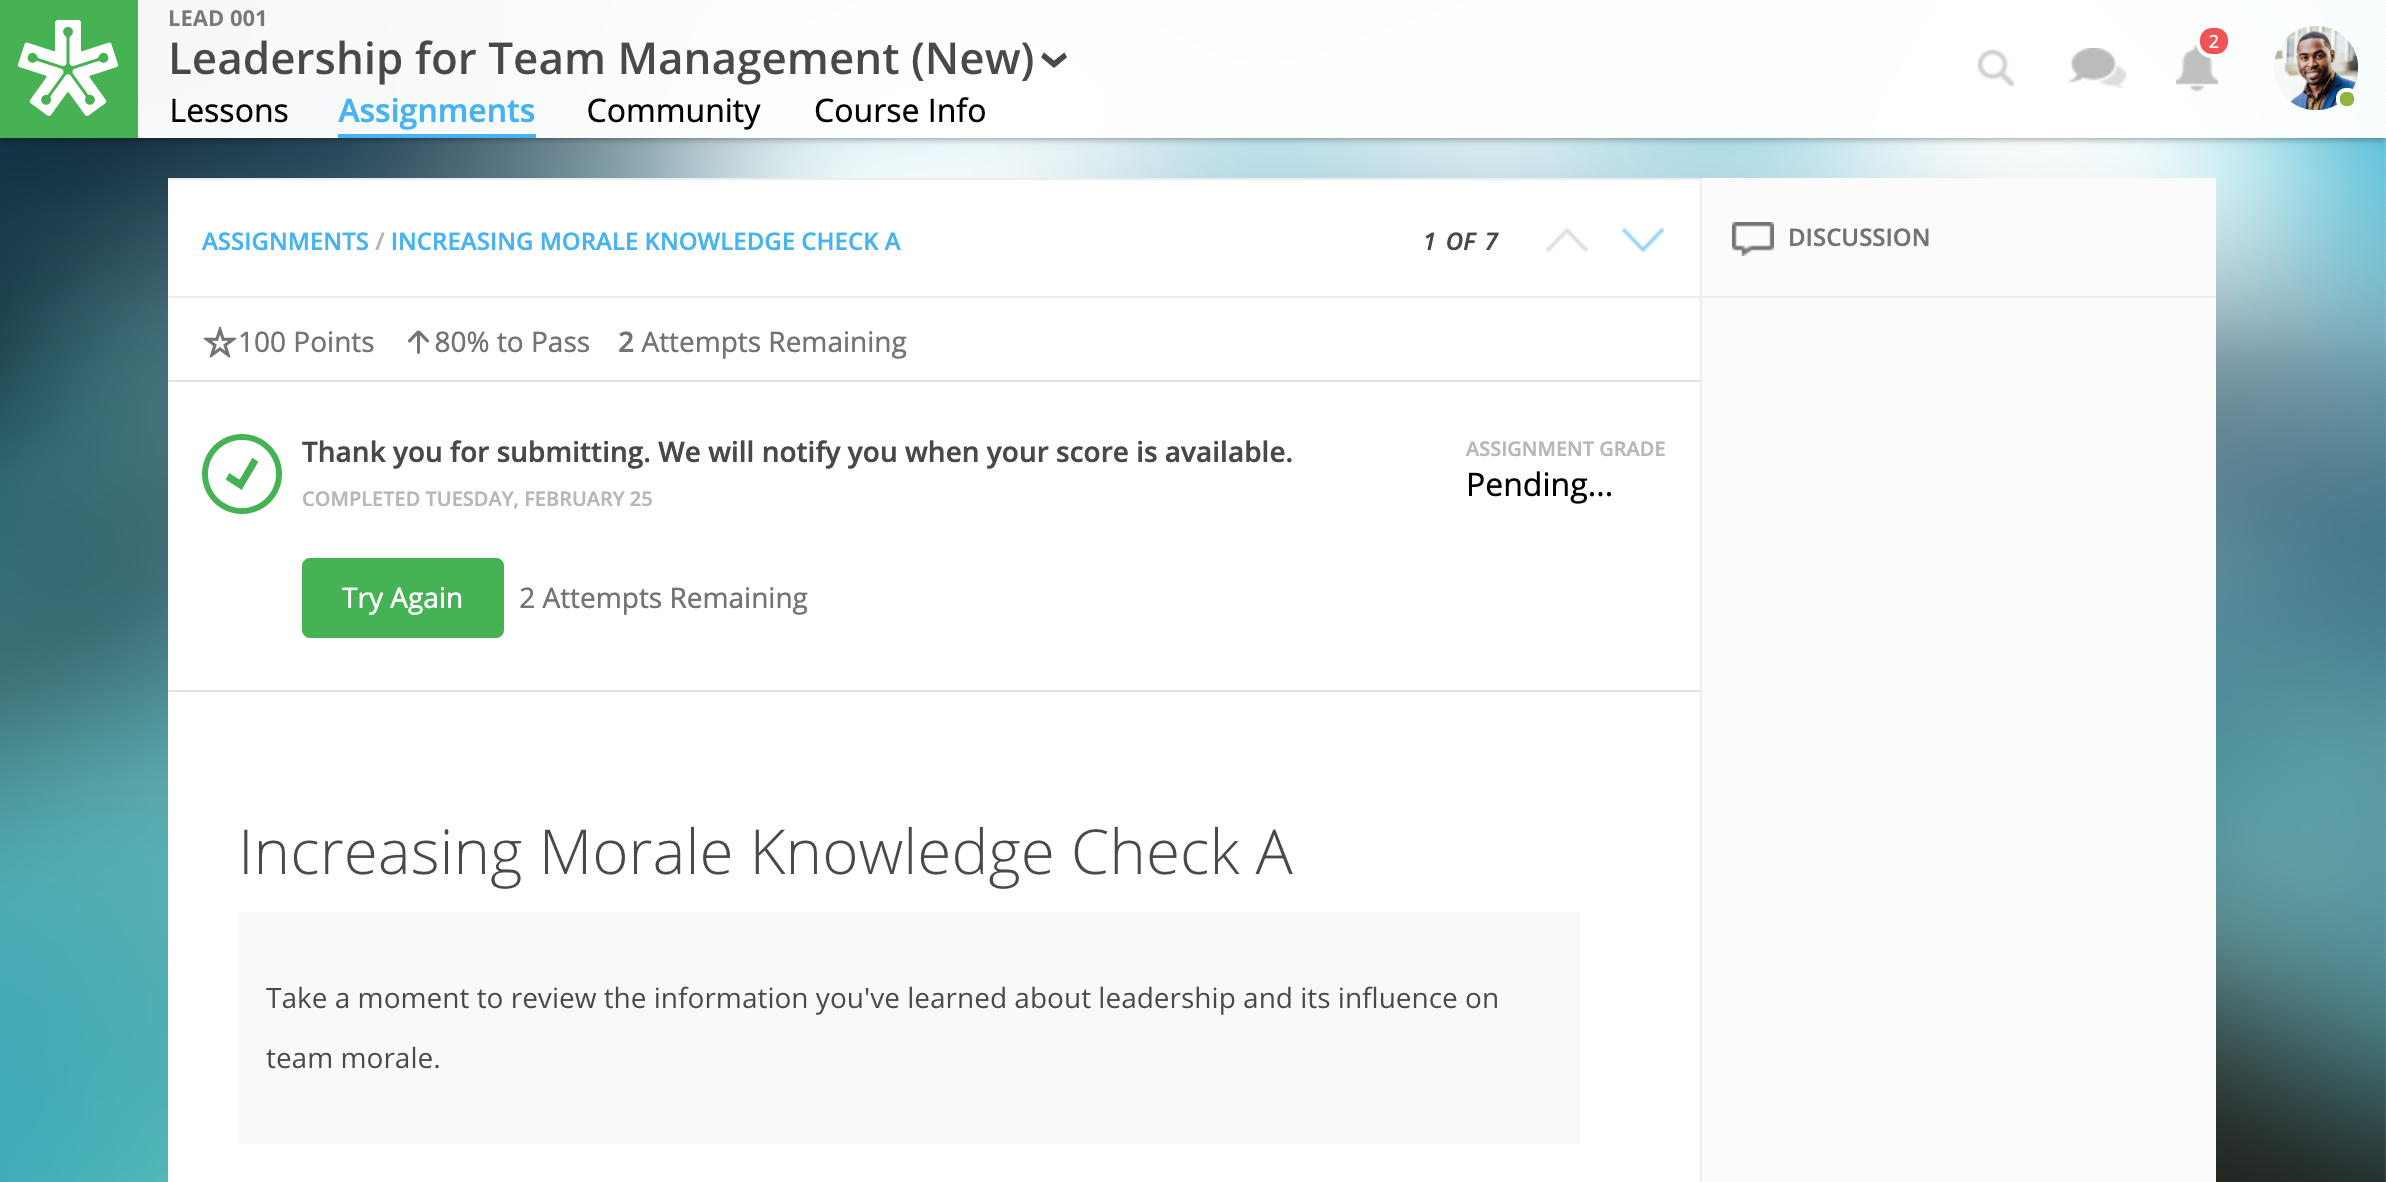 LEAD 001
Leadership for Team Management (New)
Lessons Assignments Community Course Info
2
ASSIGNMENTS / INCREASING MORALE KNOWLEDGE CHECK A
1 OF 7
DISCUSSION
100 Points 80% to Pass 2 Attempts Remaining
Thank you for submitting. We will notify you when your score is available.
COMPLETED TUESDAY, FEBRUARY 25
ASSIGNMENT GRADE
Pending...
Try Again 2 Attempts Remaining
Increasing Morale Knowledge Check A
Take a moment to review the information you've learned about leadership and its influence on
team morale.